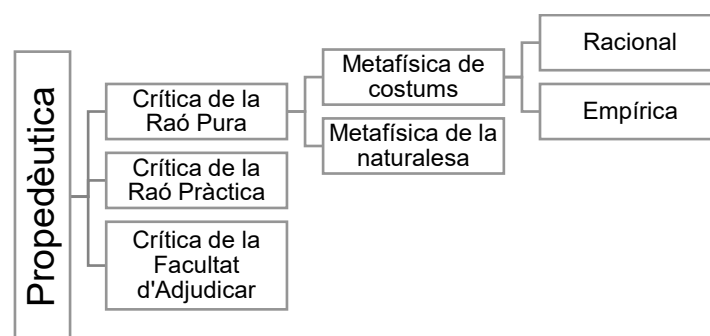 Propedèutica
Crítica de la
Raó Pura
Crítica de la
Raó Pràctica
Crítica de la
Facultat
d'Adjudicar
Metafísica de
costums
Metafísica de la
naturalesa
Racional
Empírica